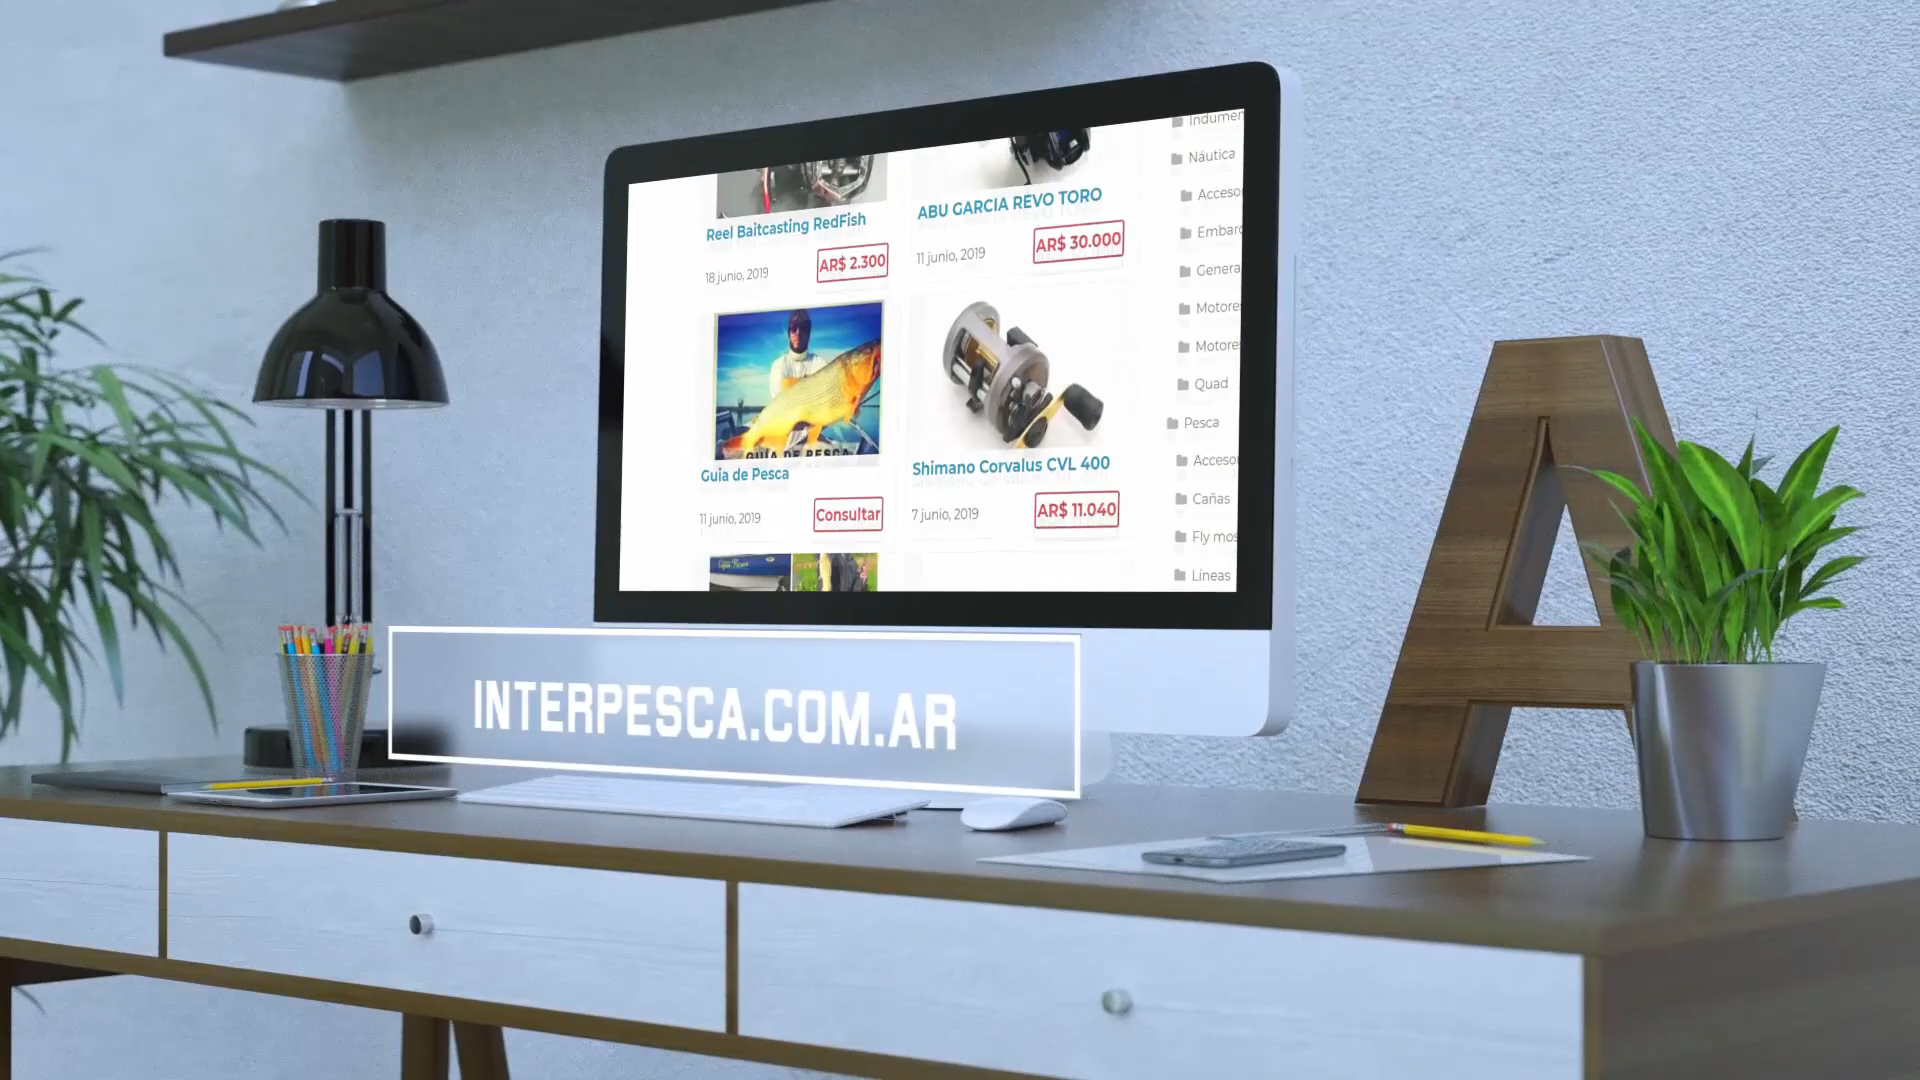 Reel Baitcasting RedFish
18 junio, 2019
AR$ 2.300
ABU GARCIA REVO TORO
11 junio, 2019
AR$ 30.000
GUIA DE PESCA
Guia de Pesca
11 junio, 2019
Consultar
Shimano Corvalus CVL 400
7 junio, 2019
AR$ 11.040
Indumen
Náutica
Acceso
Embarc
Genera
Motore
Motore
Quad
Pesca
Acceso
Cañas
Fly mos
Líneas
INTERPESCA.COM.AR
A